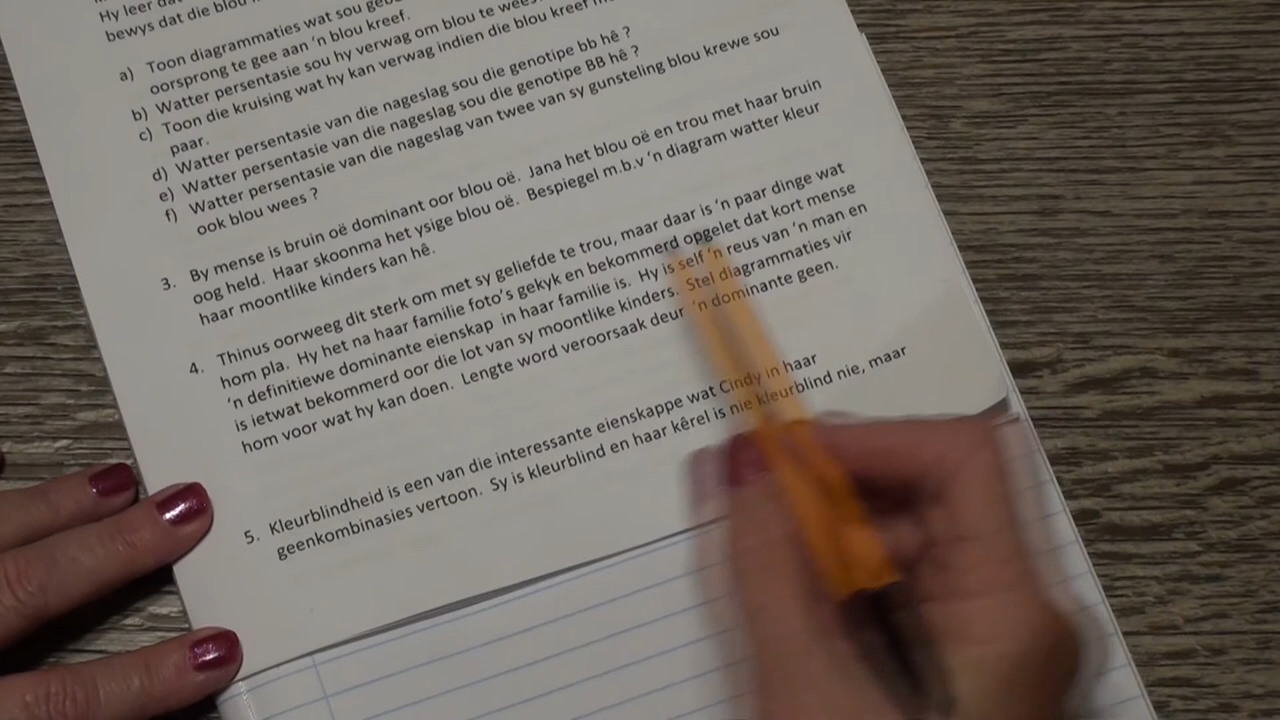 Hy leer dat
bewys dat die blou
a) Toon diagrammaties wat sou
oorsprong te gee aan 'n blou kreef.
b) Watter persentasie sou hy verwag om blou te wees?
c) Toon die kruising wat hy kan verwag indien die blou kreef
paar.
d) Watter persentasie van die nageslag sou die genotipe bb hê ?
e) Watter persentasie van die nageslag sou die genotipe BB hê ?
f) Watter persentasie van die nageslag van twee van sy gunsteling blou krewe sou
ook blou wees ?
3. By mense is bruin oë dominant oor blou oë. Jana het blou oë en trou met haar bruin
oog held. Haar skoonma het ysige blou oë. Bespiegel m.b.v 'n diagram watter kleur
haar moontlike kinders kan hê.
4. Thinus oorweeg dit sterk om met sy geliefde te trou, maar daar is 'n paar dinge wat
hom pla. Hy het na haar familie foto's gekyk en bekommerd opgelet dat kort mense
'n definitiewe dominante eienskap in haar familie is. Hy is self 'n reus van 'n man en
is ietwat bekommerd oor die lot van sy moontlike kinders. Stel diagrammaties vir
hom voor wat hy kan doen. Lengte word veroorsaak deur 'n dominante geen.
5. Kleurblindheid is een van die interessante eienskappe wat Cindy in haar
geenkombinasies vertoon. Sy is kleurblind en haar kêrel is nie kleurblind nie, maar